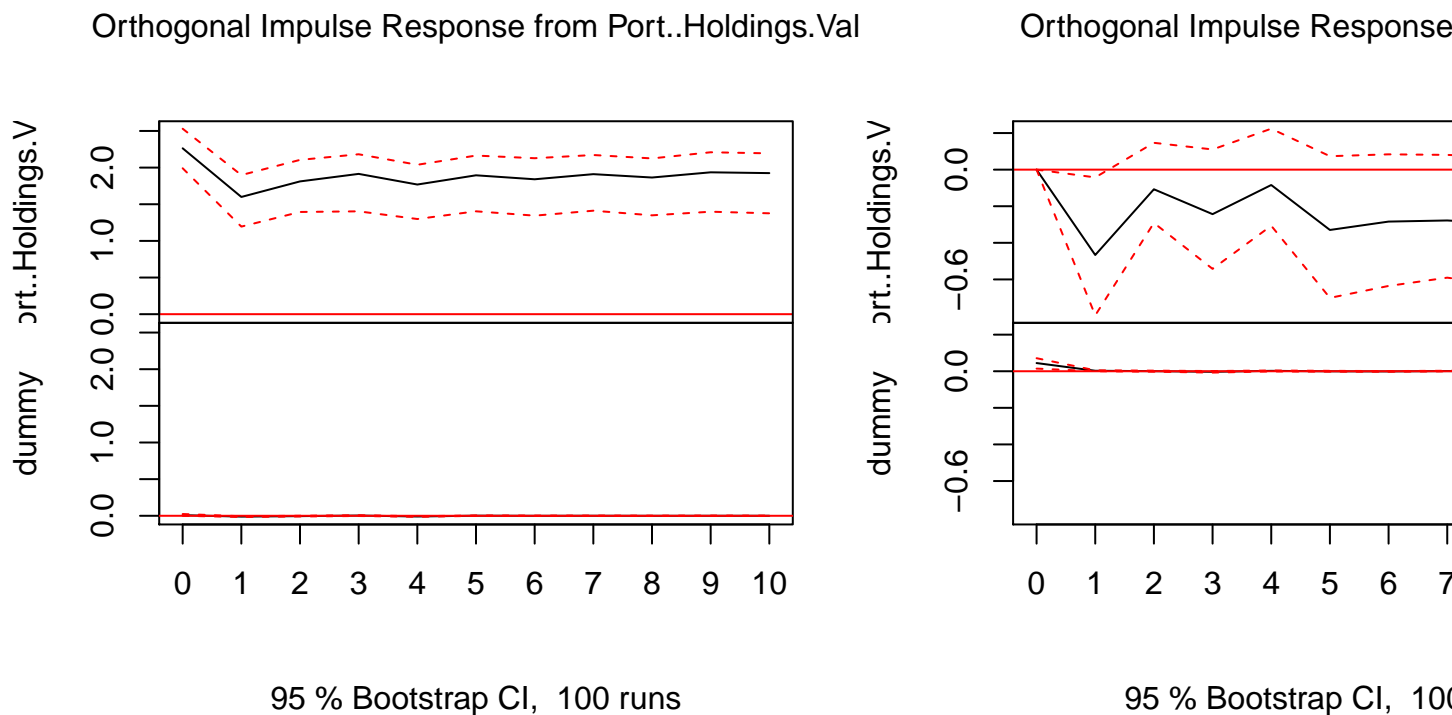 Orthogonal Impulse Response from Port..Holdings.Val
Orthogonal Impulse Response
ort..Holdings.V
0.0 1.0 2.0
dummy
0.0 1.0 2.0
0 1 2 3 4 5 6 7 8 9 10
95 % Bootstrap CI, 100 runs
ort..Holdings.V
−0.6 0.0
dummy
−0.6 0.0
0 1 2 3 4 5 6 7
95 % Bootstrap CI, 100